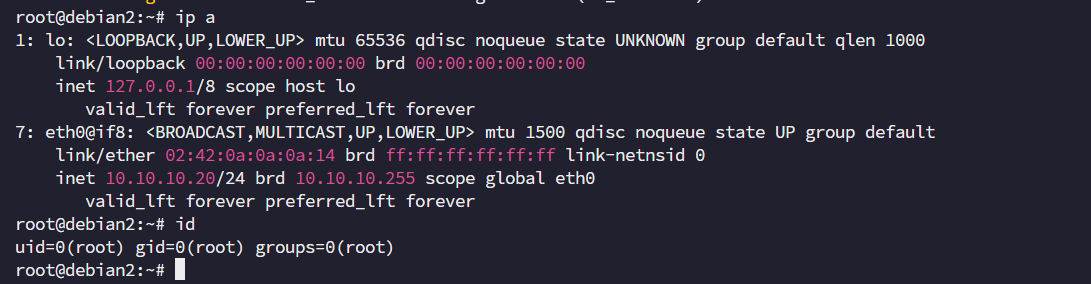 root@debian2:~# ip a
1: lo: <LOOPBACK,UP,LOWER_UP> mtu 65536 qdisc noqueue state UNKNOWN group default qlen 1000
    link/loopback 00:00:00:00:00:00 brd 00:00:00:00:00:00
    inet 127.0.0.1/8 scope host lo
       valid_lft forever preferred_lft forever
7: eth0@if8: <BROADCAST,MULTICAST,UP,LOWER_UP> mtu 1500 qdisc noqueue state UP group default
    link/ether 02:42:0a:0a:0a:14 brd ff:ff:ff:ff:ff:ff link-netnsid 0
    inet 10.10.10.20/24 brd 10.10.10.255 scope global eth0
       valid_lft forever preferred_lft forever
root@debian2:~# id
uid=0(root) gid=0(root) groups=0(root)
root@debian2:~#